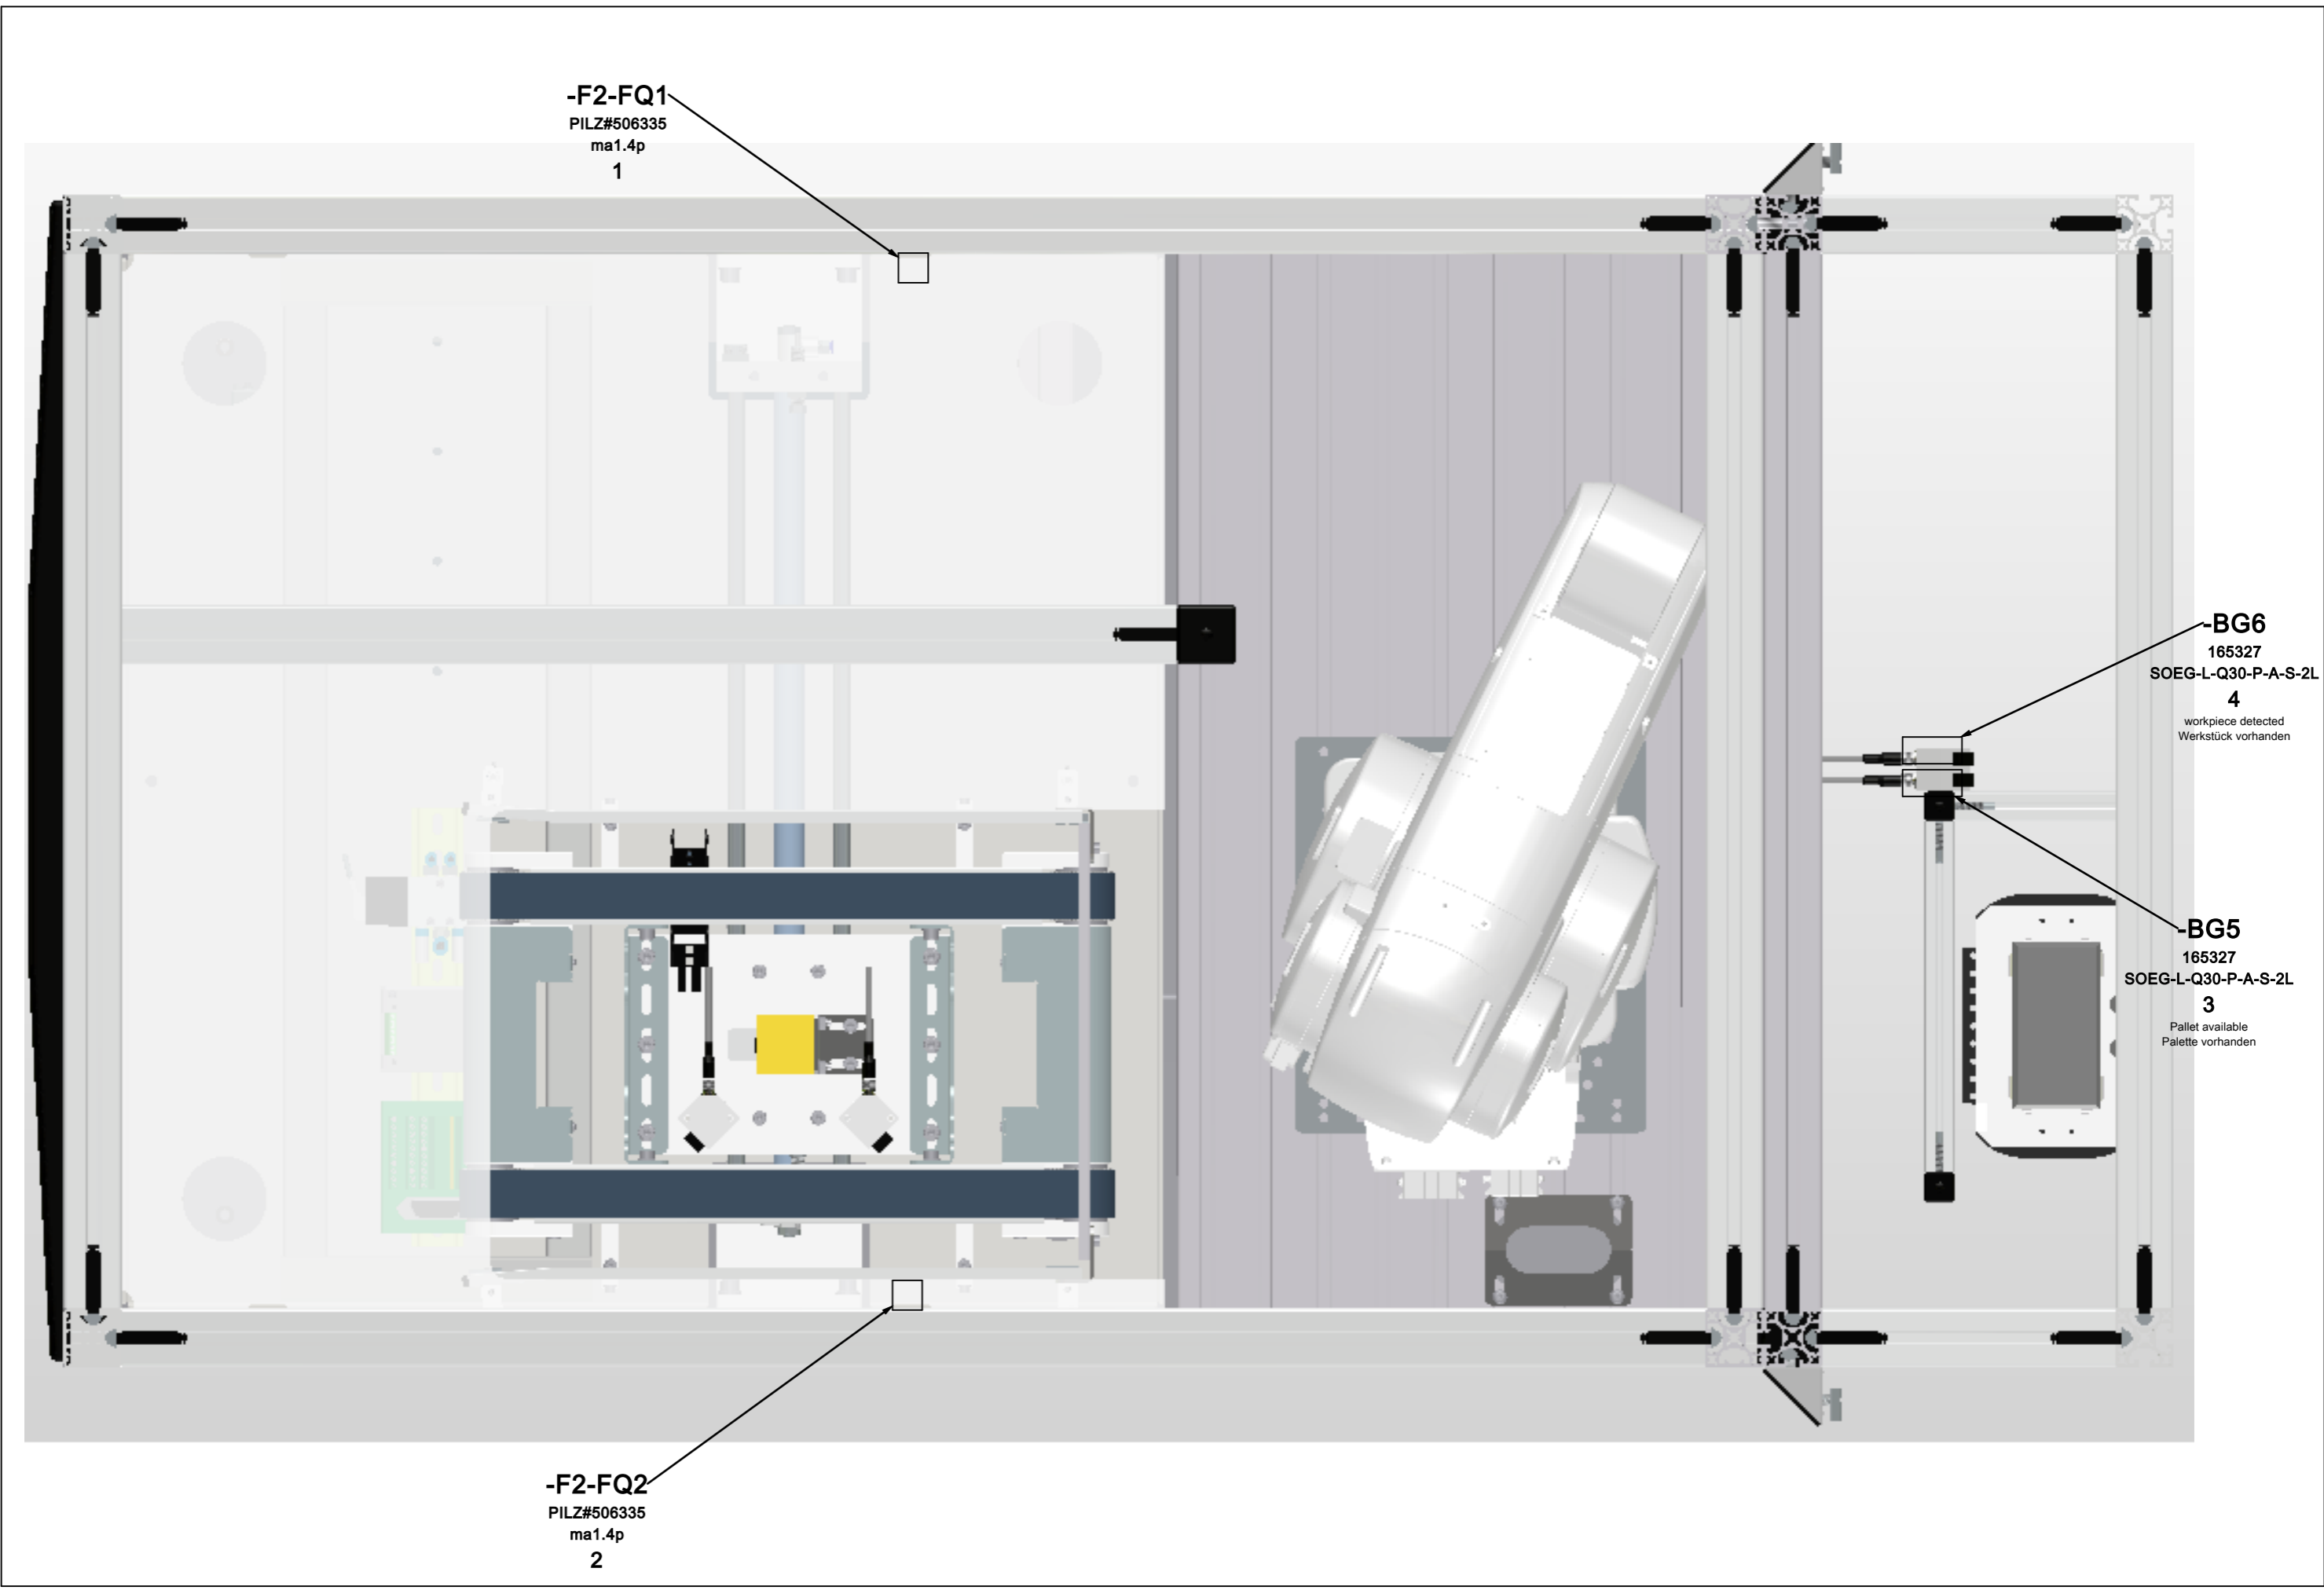 -F2-FQ1
PILZ#506335
ma1.4p
1
-BG6
165327
SOEG-L-Q30-P-A-S-2L
4
workpiece detected
Werkstück vorhanden
-BG5
165327
SOEG-L-Q30-P-A-S-2L
3
Pallet available
Palette vorhanden
-F2-FQ2
PILZ#506335
ma1.4p
2